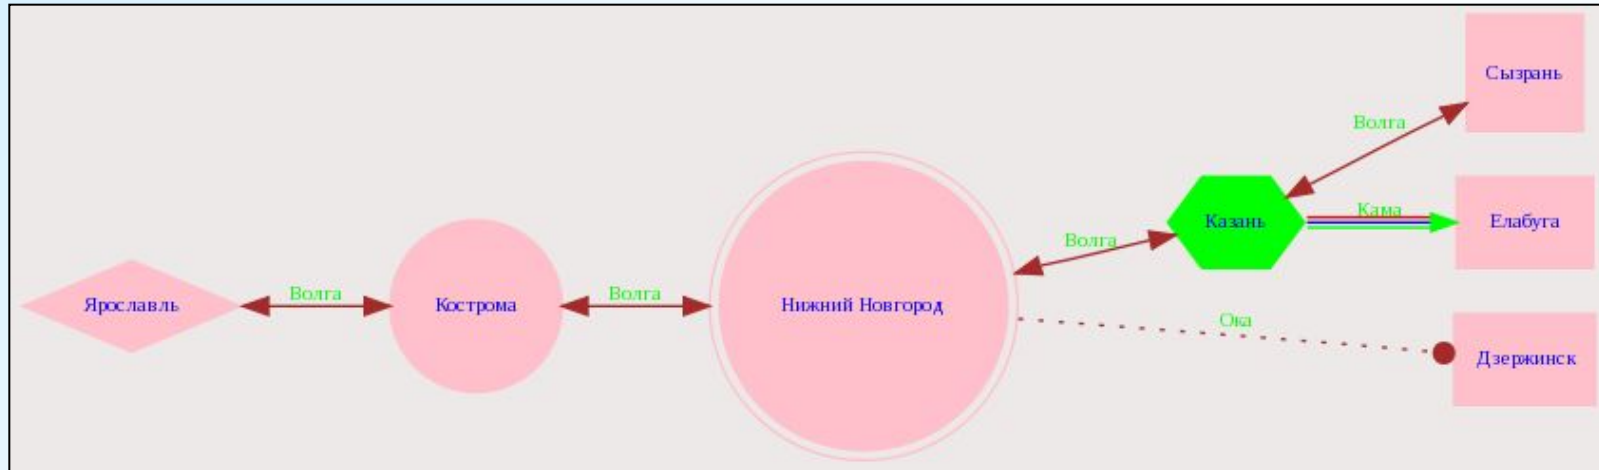 Сызрань
Волга
Волга
Казань
Кама
Елабуга
Ярославль
Волга
Кострома
Волга
Нижний Новгород
Ока
Дзержинск